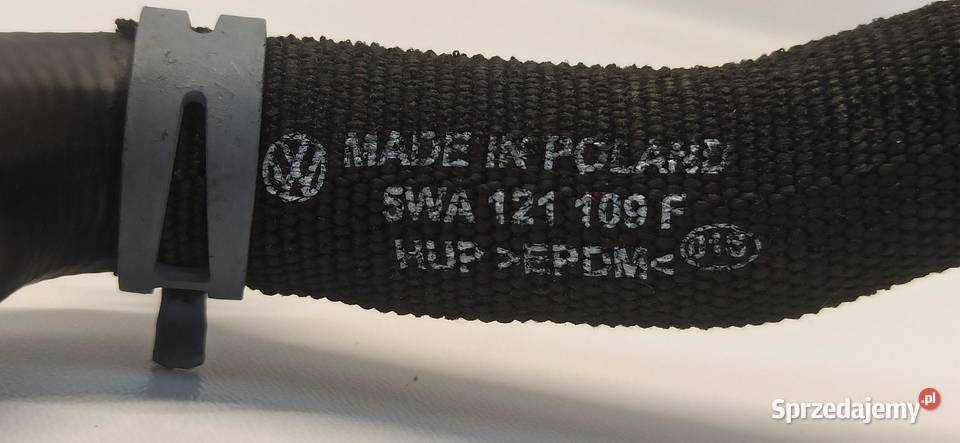 MADE IN POLAND
5WA 121 109 F
HUP >EPDM<
Sprzedajemy.pl